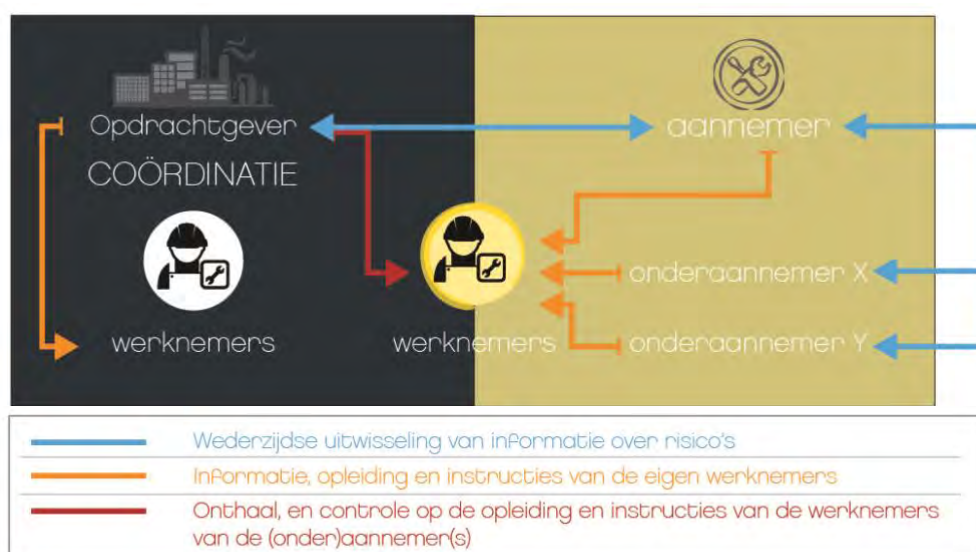 Opdrachtgever
aannemer
COÖRDINATIE
onderaannemer X
werknemers
werknemers
onderaannemer Y
Wederzijdse uitwisseling van informatie over risico's
Informatie, opleiding en instructies van de eigen werknemers
Onthaal, en controle op de opleiding en instructies van de werknemers
van de (onder)aannemer(s)